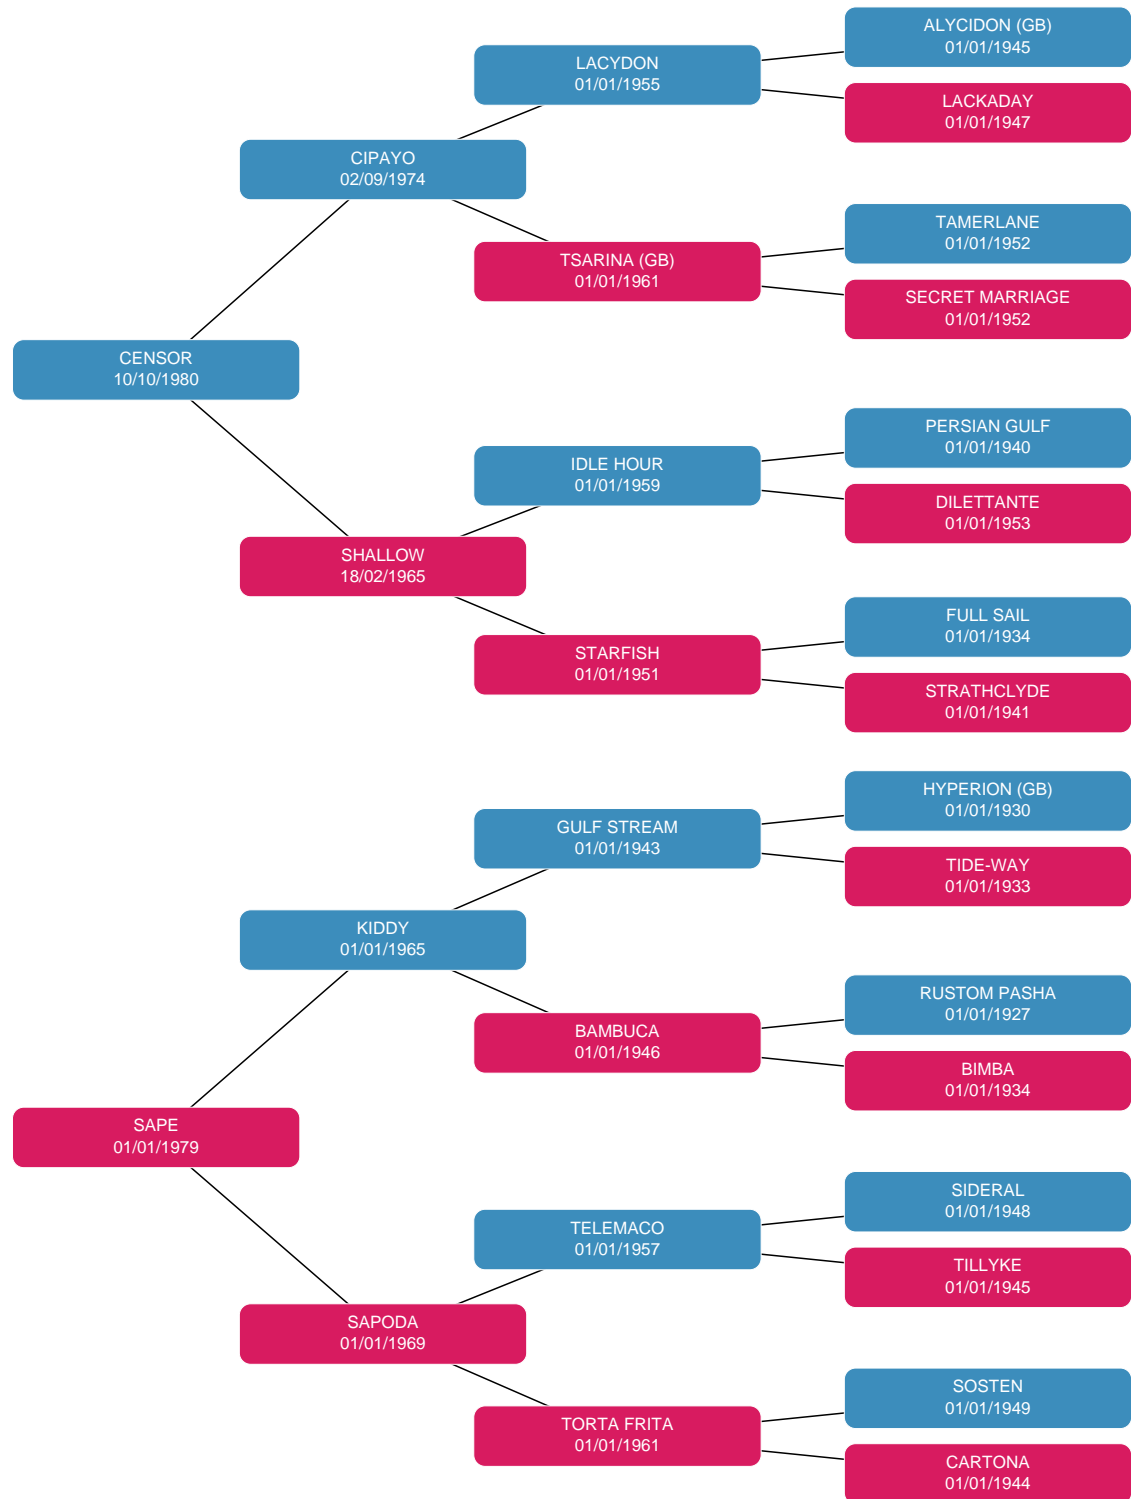 ALYCIDON (GB)
01/01/1945
LACYDON
01/01/1955
LACKADAY
01/01/1947
CIPAYO
02/09/1974
TAMERLANE
01/01/1952
TSARINA (GB)
01/01/1961
SECRET MARRIAGE
01/01/1952
CENSOR
10/10/1980
PERSIAN GULF
01/01/1940
IDLE HOUR
01/01/1959
DILETTANTE
01/01/1953
SHALLOW
18/02/1965
FULL SAIL
01/01/1934
STARFISH
01/01/1951
STRATHCLYDE
01/01/1941
HYPERION (GB)
01/01/1930
GULF STREAM
01/01/1943
TIDE-WAY
01/01/1933
KIDDY
01/01/1965
RUSTOM PASHA
01/01/1927
BAMBUCA
01/01/1946
BIMBA
01/01/1934
SAPE
01/01/1979
SIDERAL
01/01/1948
TELEMACO
01/01/1957
TILLYKE
01/01/1945
SAPODA
01/01/1969
SOSTEN
01/01/1949
TORTA FRITA
01/01/1961
CARTONA
01/01/1944